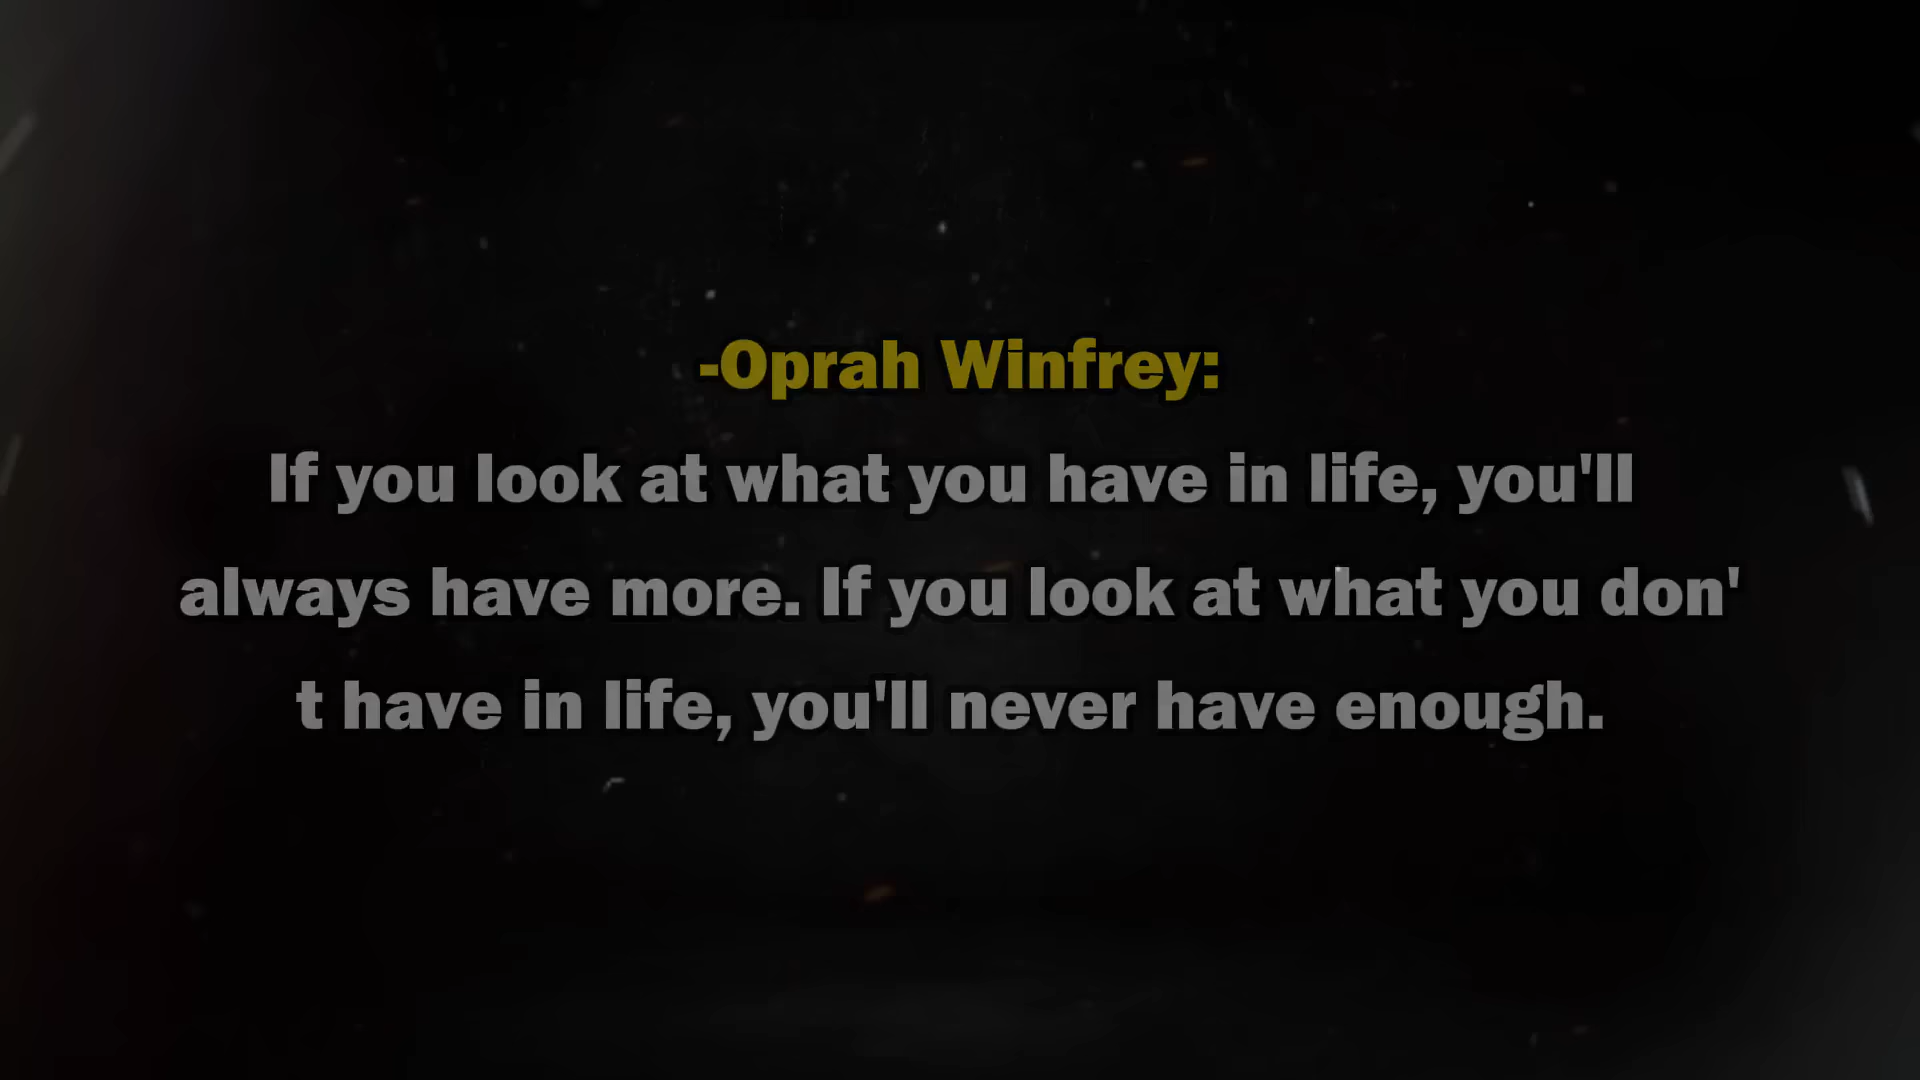 -Oprah Winfrey:
If you look at what you have in life, you'll
always have more. If you look at what you don'
t have in life, you'll never have enough.